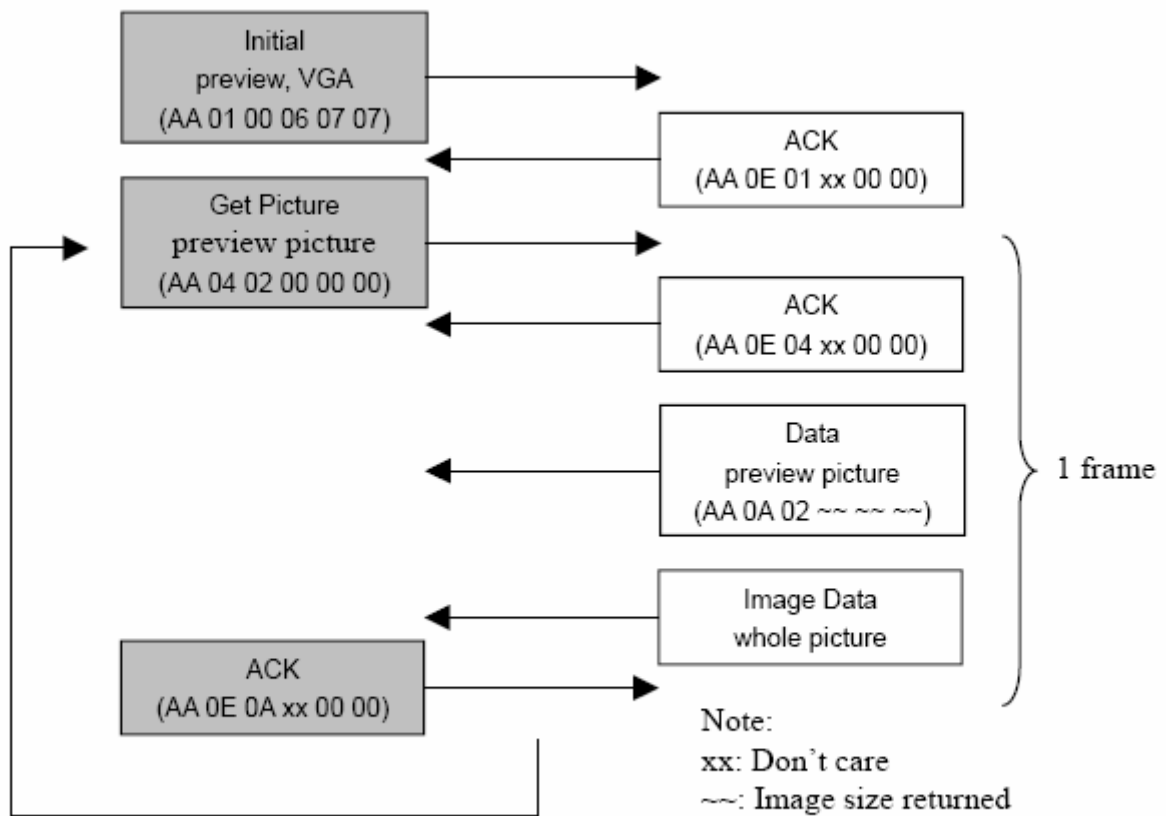 Initial
preview, VGA
(AA 01 00 06 07 07)
ACK
(AA 0E 01 xx 00 00)
Get Picture
preview picture
(AA 04 02 00 00 00)
ACK
(AA 0E 04 xx 00 00)
Data
preview picture
(AA 0A 02 ~~ ~~ ~~)
1 frame
Image Data
whole picture
ACK
(AA 0E 0A xx 00 00)
Note:
xx: Don't care
~~: Image size returned